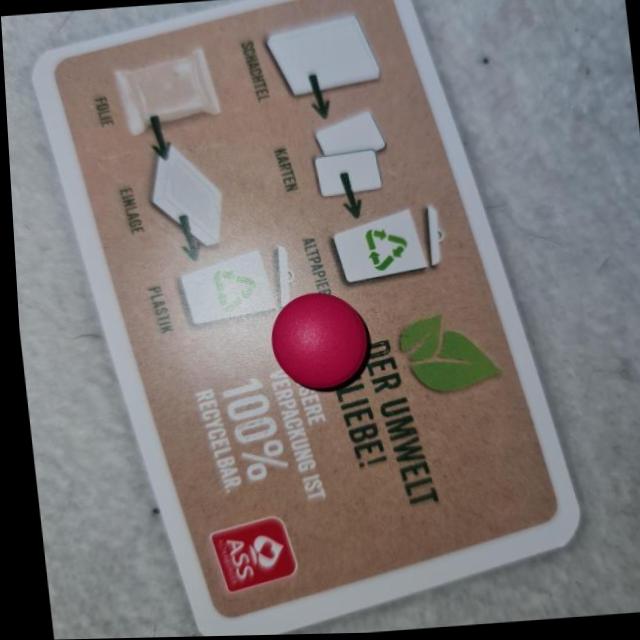 SCHACHTEL
KARTEN
ALTPAPIER
FOLIE
EINLAGE
PLASTIK
DER UMWELT
LIEBE!
VERPACKUNG IST
100%
RECYCELBAR.
ASS